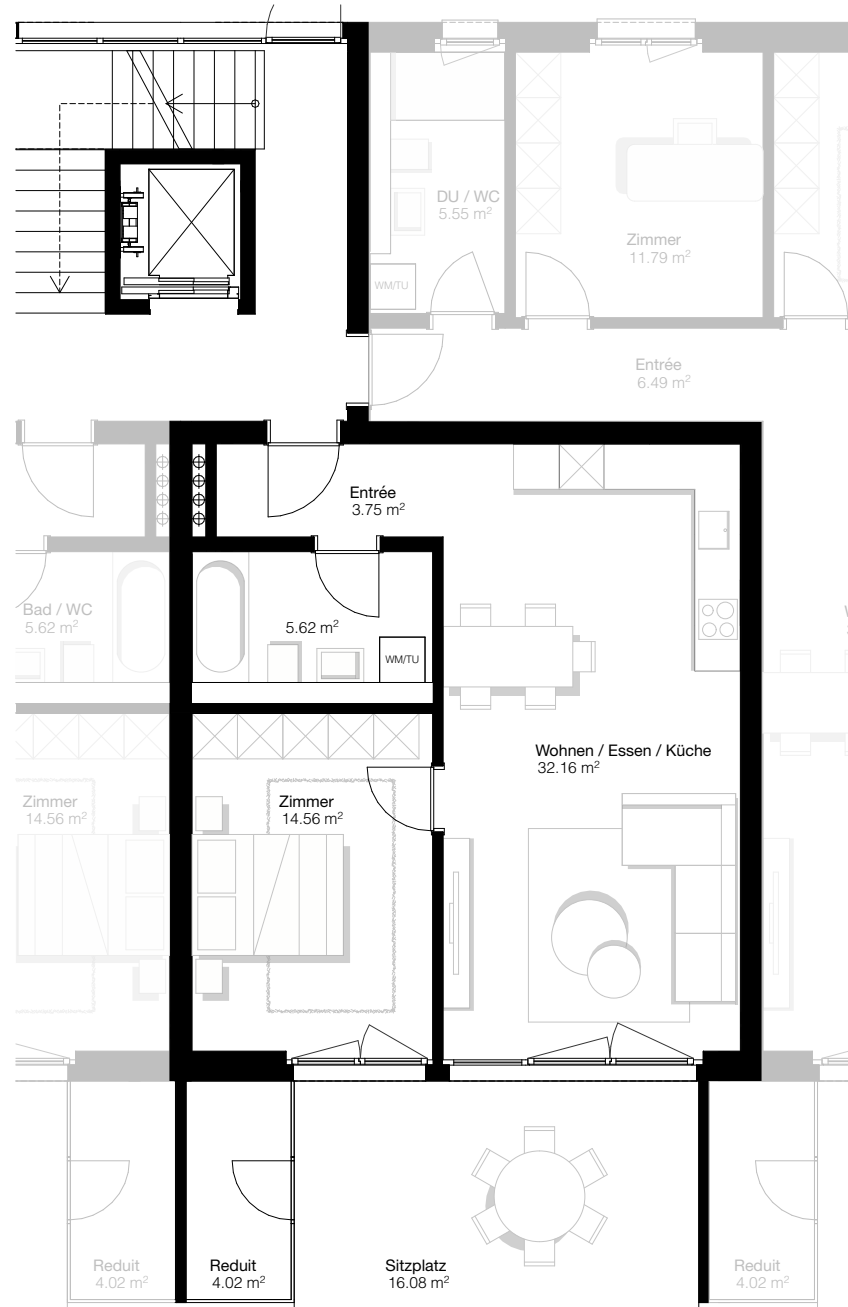 DU / WC
5.55 m²
Zimmer
11.79 m²
WM/TU
Entrée
6.49 m²
Entrée
3.75 m²
Bad / WC
5.62 m²
5.62 m²
WM/TU
Wohnen / Essen / Küche
32.16 m²
Zimmer
14.56 m²
Zimmer
14.56 m²
Reduit
4.02 m²
Reduit
4.02 m²
Sitzplatz
16.08 m²
Reduit
4.02 m²